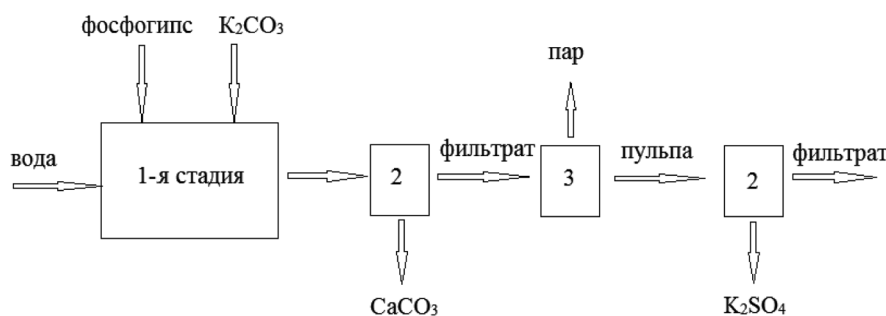 фосфогипс K₂CO₃
пар
вода
1-я стадия
2
фильтрат
3
пульпа
2
фильтрат
CaCO₃
K₂SO₄